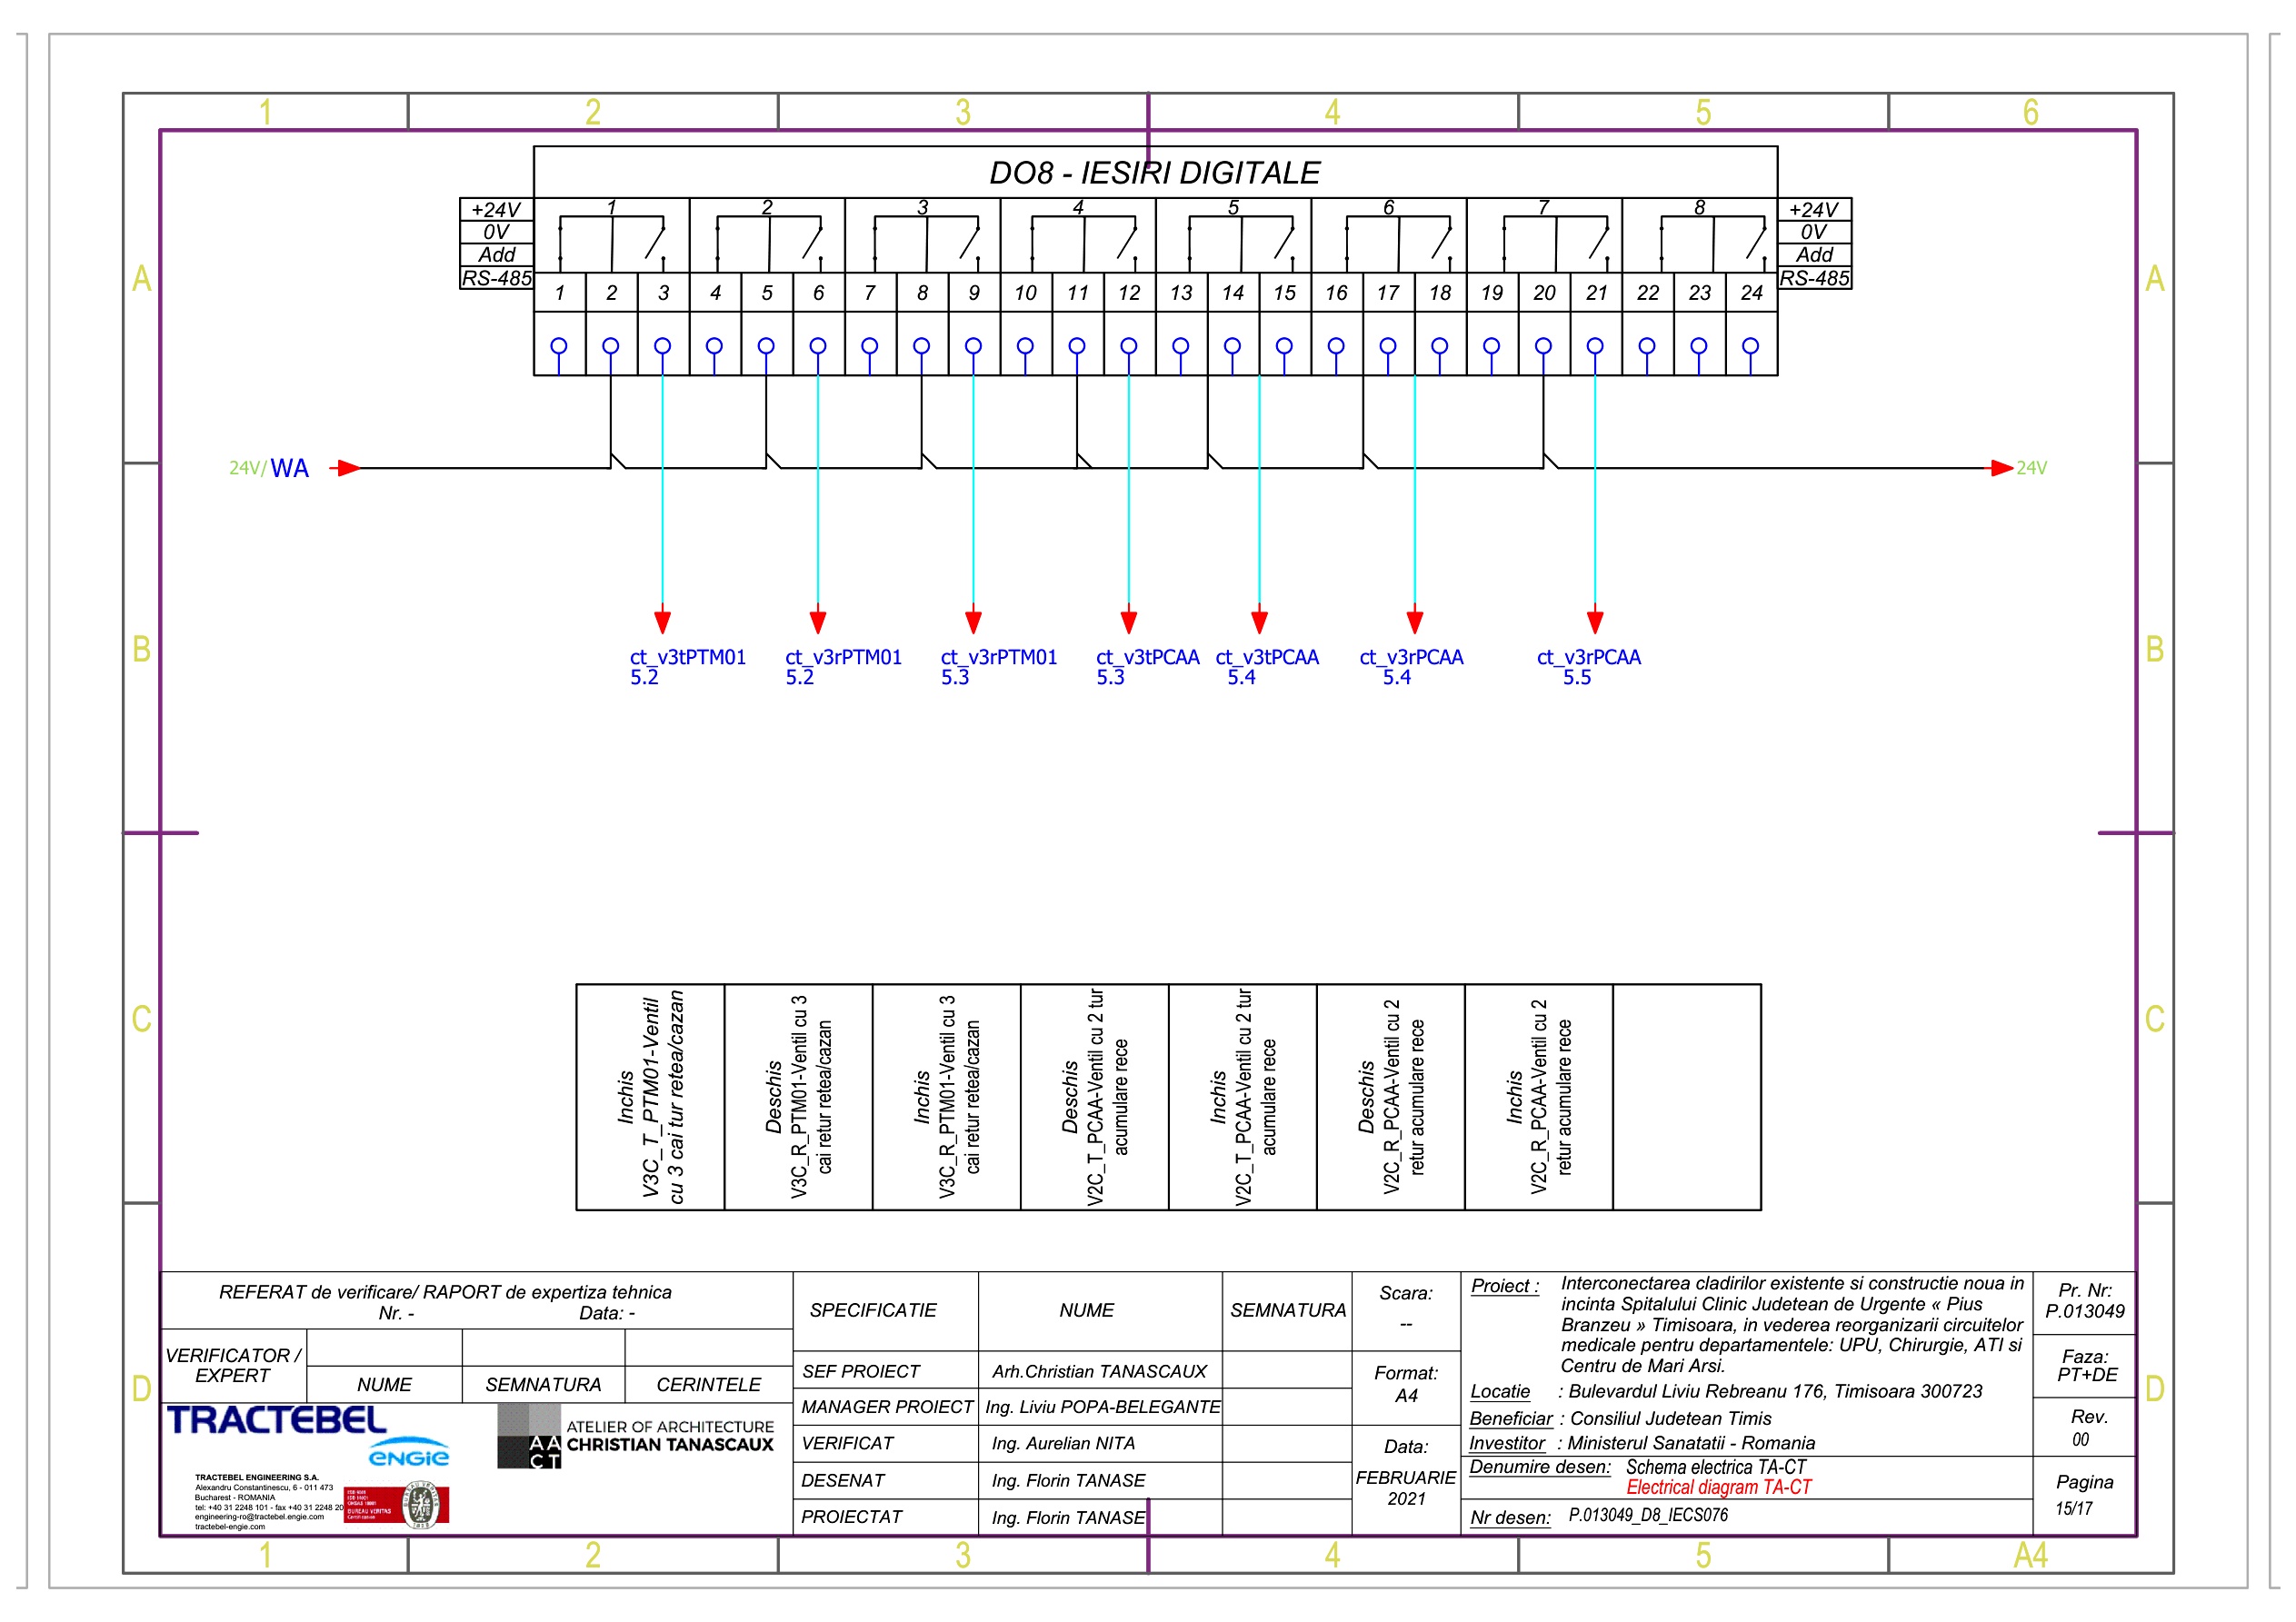 1 2 3 4 5 6
DO8 - IESIRI DIGITALE
+24V 1 2 3 4 5 6 7 8 +24V
0V 0V
Add Add
RS-485 RS-485
1 2 3 4 5 6 7 8 9 10 11 12 13 14 15 16 17 18 19 20 21 22 23 24
A A
24V/ WA 24V
B B
ct_v3tPTM01 ct_v3rPTM01 ct_v3rPTM01 ct_v3tPCAA ct_v3tPCAA ct_v3rPCAA ct_v3rPCAA
5.2 5.2 5.3 5.3 5.4 5.4 5.5
C C
Inchis
V3C_T_PTM01-Ventil
cu 3 cai tur retea/cazan
Deschis
V3C_R_PTM01-Ventil cu 3
cai retur retea/cazan
Inchis
V3C_R_PTM01-Ventil cu 3
cai retur retea/cazan
Deschis
V2C_T_PCAA-Ventil cu 2 tur
acumulare rece
Inchis
V2C_T_PCAA-Ventil cu 2 tur
acumulare rece
Deschis
V2C_R_PCAA-Ventil cu 2
retur acumulare rece
Inchis
V2C_R_PCAA-Ventil cu 2
retur acumulare rece
D D
REFERAT de verificare/ RAPORT de expertiza tehnica
Nr. - Data: -
VERIFICATOR /
EXPERT
NUME SEMNATURA CERINTELE
TRACTEBEL
ENGIE
TRACTEBEL ENGINEERING S.A.
Alexandru Constantinescu, 6 - 011 473
Bucharest - ROMANIA
tel: +40 31 2248 101 - fax +40 31 2248 20
engineering-ro@tractebel.engie.com
tractebel-engie.com
BUREAU VERITAS
AA
CT
ATELIER OF ARCHITECTURE
CHRISTIAN TANASCAUX
SPECIFICATIE NUME SEMNATURA
SEF PROIECT Arh.Christian TANASCAUX
MANAGER PROIECT Ing. Liviu POPA-BELEGANTE
VERIFICAT Ing. Aurelian NITA
DESENAT Ing. Florin TANASE
PROIECTAT Ing. Florin TANASE
Scara:
--
Format:
A4
Data:
FEBRUARIE
2021
Proiect : Interconectarea cladirilor existente si constructie noua in
incinta Spitalului Clinic Judetean de Urgente « Pius
Branzeu » Timisoara, in vederea reorganizarii circuitelor
medicale pentru departamentele: UPU, Chirurgie, ATI si
Centru de Mari Arsi.
Locatie : Bulevardul Liviu Rebreanu 176, Timisoara 300723
Beneficiar : Consiliul Judetean Timis
Investitor : Ministerul Sanatatii - Romania
Denumire desen: Schema electrica TA-CT
Electrical diagram TA-CT
Nr desen: P.013049_D8_IECS076
Pr. Nr:
P.013049
Faza:
PT+DE
Rev.
00
Pagina
15/17
1 2 3 4 5 A4